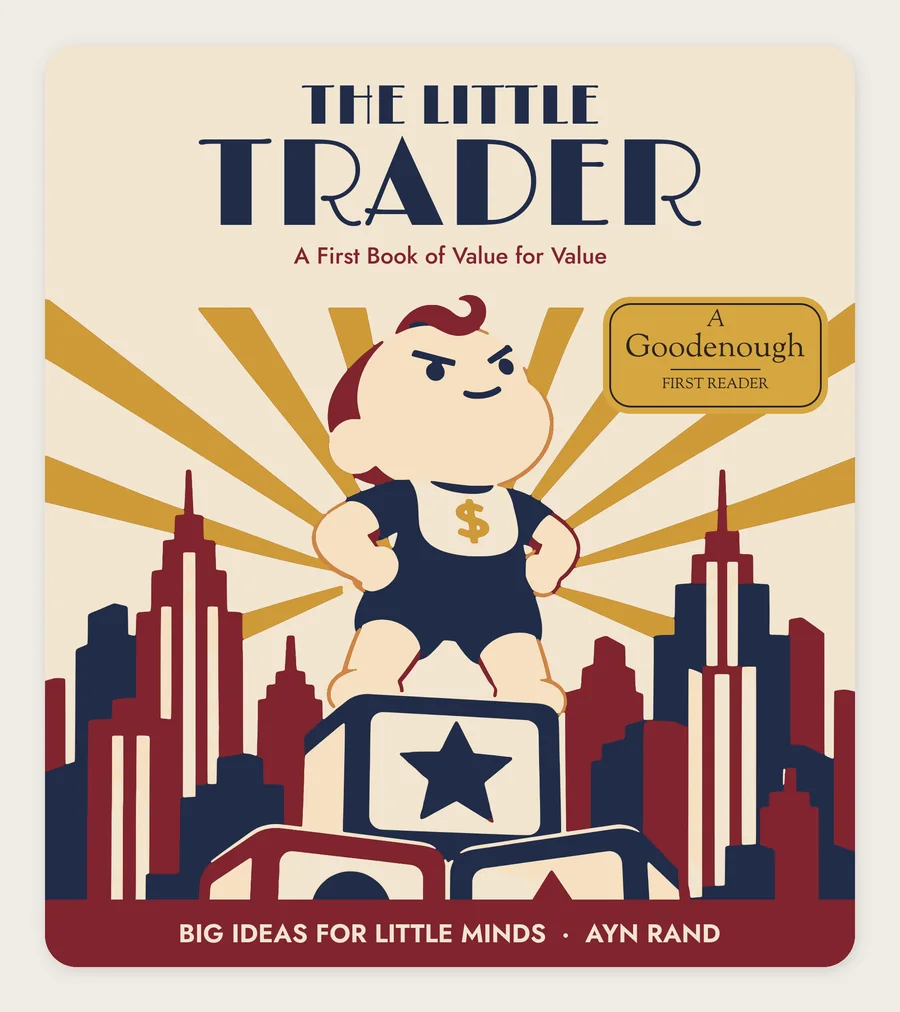 THE LITTLE
TRADER
A First Book of Value for Value
A
Goodenough
FIRST READER
$
BIG IDEAS FOR LITTLE MINDS · AYN RAND